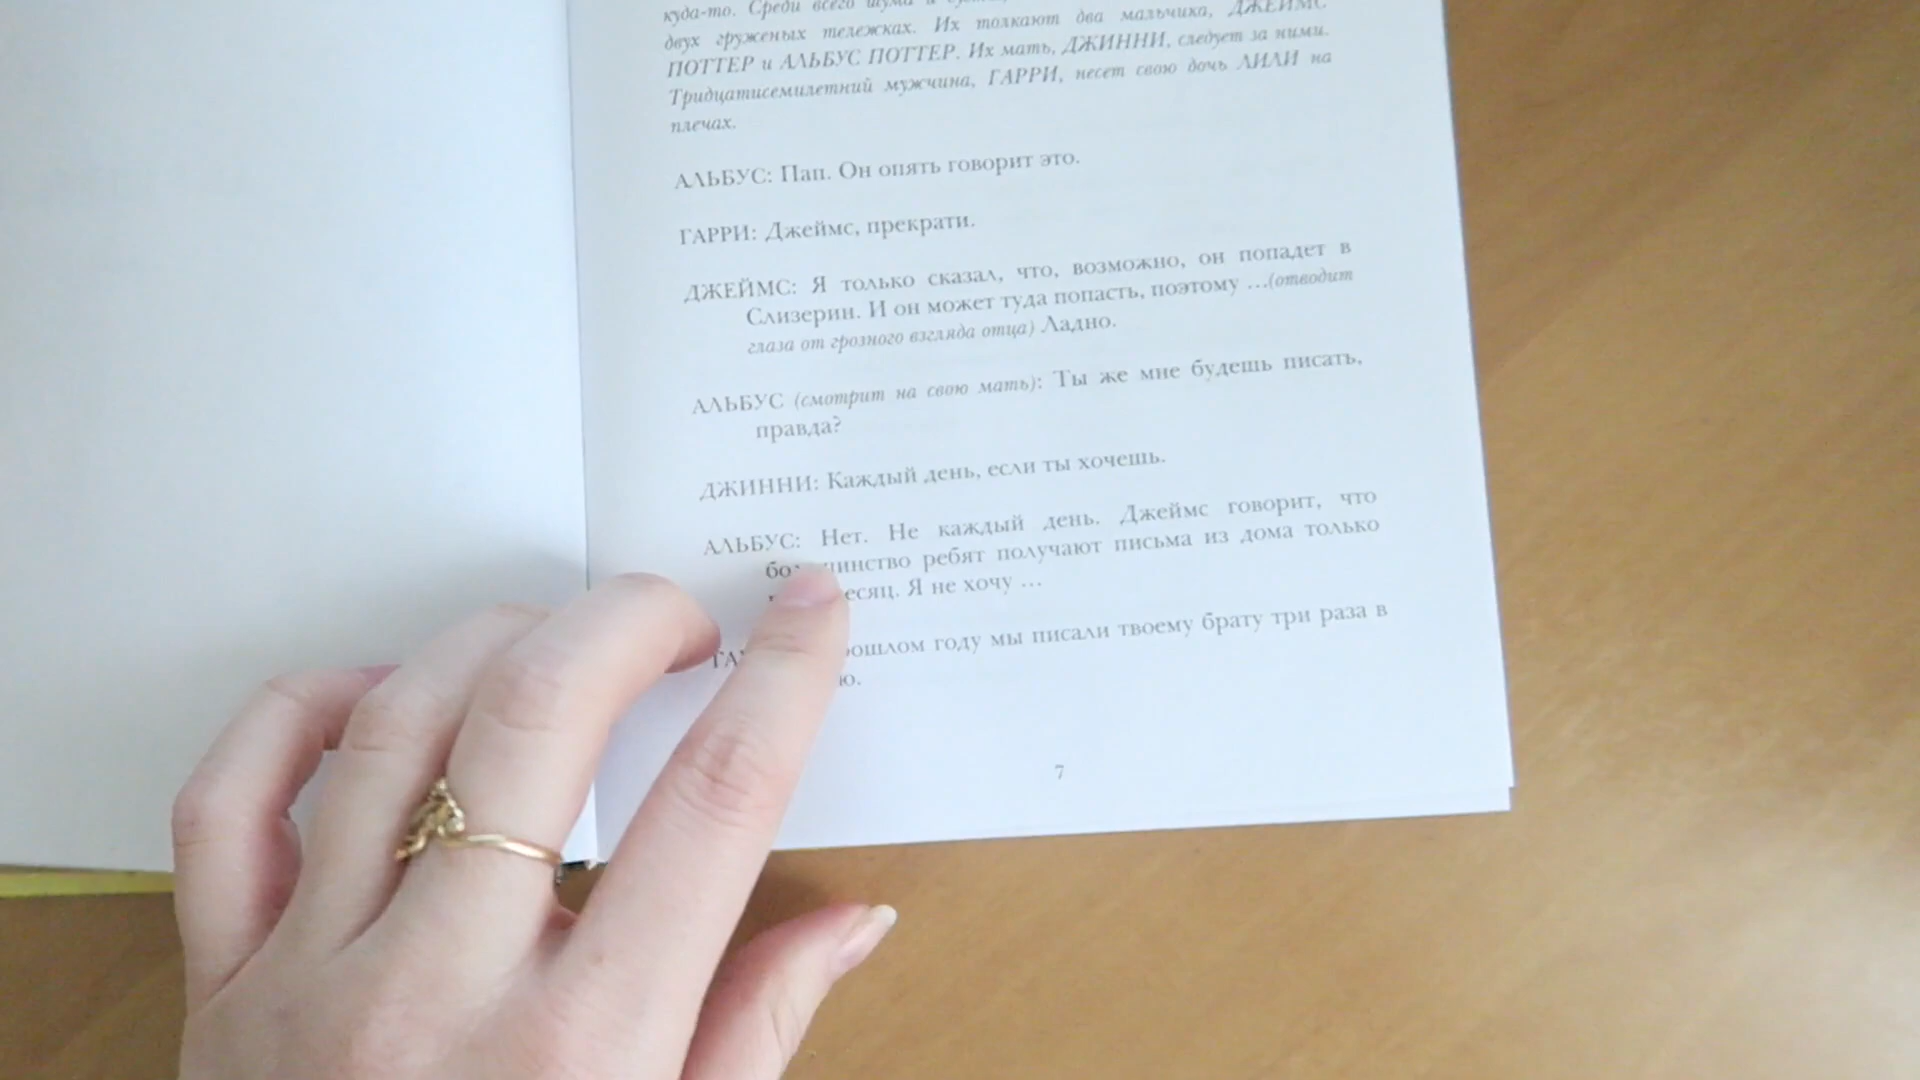 куда-то. Среди всего шума и
двух груженых тележках. Их толкают два мальчика, ДЖЕЙМС
ПОТТЕР и АЛЬБУС ПОТТЕР. Их мать, ДЖИННИ, следует за ними.
Тридцатисемилетний мужчина, ГАРРИ, несет свою дочь ЛИЛИ на
плечах.
АЛЬБУС: Пап. Он опять говорит это.
ГАРРИ: Джеймс, прекрати.
ДЖЕЙМС: Я только сказал, что, возможно, он попадет в
Слизерин. И он может туда попасть, поэтому …(отводит
глаза от грозного взгляда отца) Ладно.
АЛЬБУС (смотрит на свою мать): Ты же мне будешь писать,
правда?
ДЖИННИ: Каждый день, если ты хочешь.
АЛЬБУС: Нет. Не каждый день. Джеймс говорит, что
ребят получают письма из дома только
Я не хочу …
году мы писали твоему брату три раза в
7